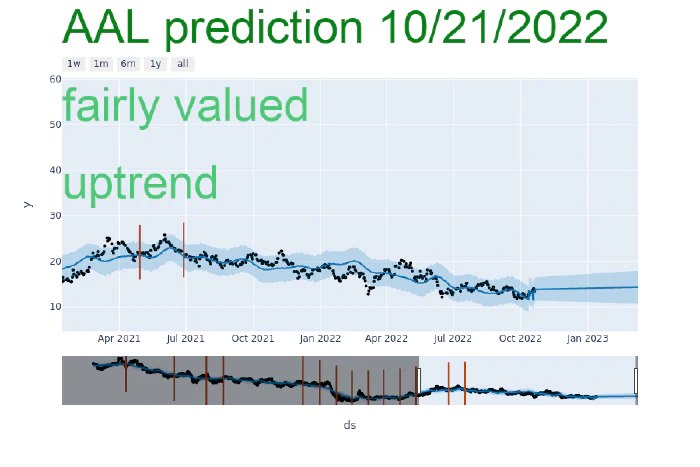 AAL prediction 10/21/2022
1w 1m 6m 1y all
60
fairly valued
50
40
uptrend
30
y
20
10
Apr 2021 Jul 2021 Oct 2021 Jan 2022 Apr 2022 Jul 2022 Oct 2022 Jan 2023
ds